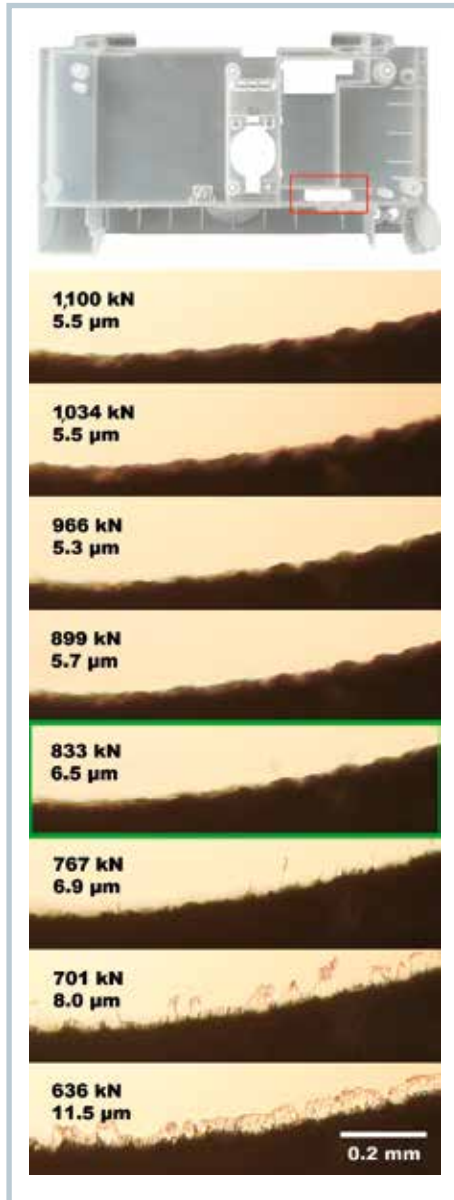 1,100 kN
5.5 µm
1,034 kN
5.5 µm
966 kN
5.3 µm
899 kN
5.7 µm
833 kN
6.5 µm
767 kN
6.9 µm
701 kN
8.0 µm
636 kN
11.5 µm
0.2 mm